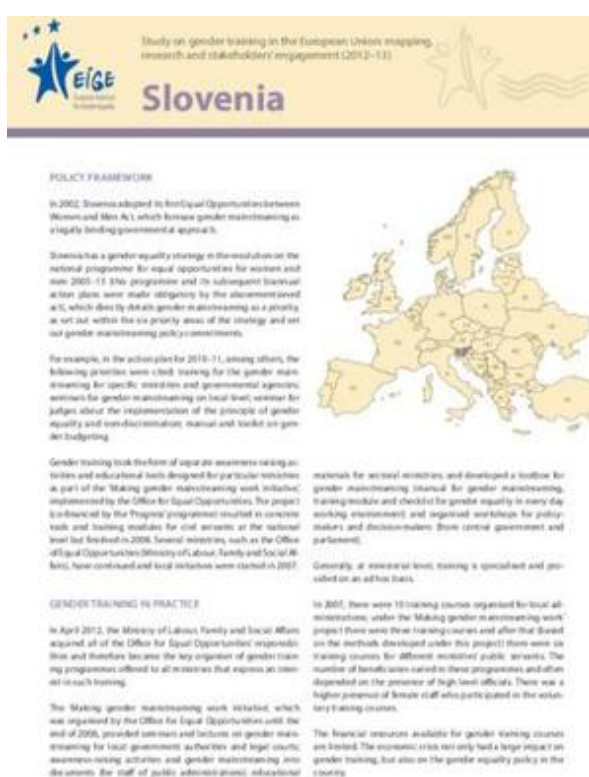 Study on gender training in the European Union: mapping,
research and stakeholders' engagement (2012–13)
EIGE
Slovenia
POLICY FRAMEWORK
In 2002, Slovenia adopted its first Equal Opportunities between
Women and Men Act, which foresaw gender mainstreaming as
a legally binding governmental approach.
Slovenia has a gender equality strategy in the resolution on the
national programme for equal opportunities for women and
men 2005–13 (this programme and its subsequent biannual
action plans were made obligatory by the abovementioned
act), which directly details gender mainstreaming as a priority,
as set out within the six priority areas of the strategy and set
out gender mainstreaming policy commitments.
For example, in the action plan for 2010–11, among others, the
following priorities were cited: training for the gender main-
streaming for specific ministries and governmental agencies;
seminars for gender mainstreaming on local level; seminar for
judges about the implementation of the principle of gender
equality and non-discrimination; manual and toolkit on gen-
der budgeting.
Gender training took the form of separate awareness-raising ac-
tivities and educational tools designed for particular ministries
as part of the 'Making gender mainstreaming work initiative',
implemented by the Office for Equal Opportunities. The project
(co-financed by the 'Progress' programme) resulted in concrete
tools and training modules for civil servants at the national
level but finished in 2008. Several ministries, such as the Office
of Equal Opportunities (Ministry of Labour, Family and Social Af-
fairs), have continued and local initiatives were started in 2007.
GENDER TRAINING IN PRACTICE
In April 2012, the Ministry of Labour, Family and Social Affairs
acquired all of the Office for Equal Opportunities' responsibi-
lities and therefore became the key organiser of gender train-
ing programmes offered to all ministries that express an inter-
est in such training.
The 'Making gender mainstreaming work initiative', which
was organised by the Office for Equal Opportunities until the
end of 2008, provided seminars and lectures on gender main-
streaming for local government authorities and legal courts;
awareness-raising activities and gender mainstreaming into
documents (for staff of public administrations); educational
materials for sectoral ministries; and developed a toolbox for
gender mainstreaming (manual for gender mainstreaming,
training module and checklist for gender equality in every day
working environment) and organised workshops for policy-
makers and decision-makers (from central government and
parliament).
Generally, at ministerial level, training is specialised and pro-
vided on an ad hoc basis.
In 2007, there were 10 training courses organised for local ad-
ministrations; under the 'Making gender mainstreaming work'
project there were three training courses and after that (based
on the methods developed under this project) there were six
training courses for different ministries' public servants. The
number of beneficiaries varied in these programmes and often
depended on the presence of high level officials. There was a
higher presence of female staff who participated in the volun-
tary training courses.
The financial resources available for gender training courses
are limited. The economic crisis not only had a large impact on
gender training, but also on the gender equality policy in the
country.